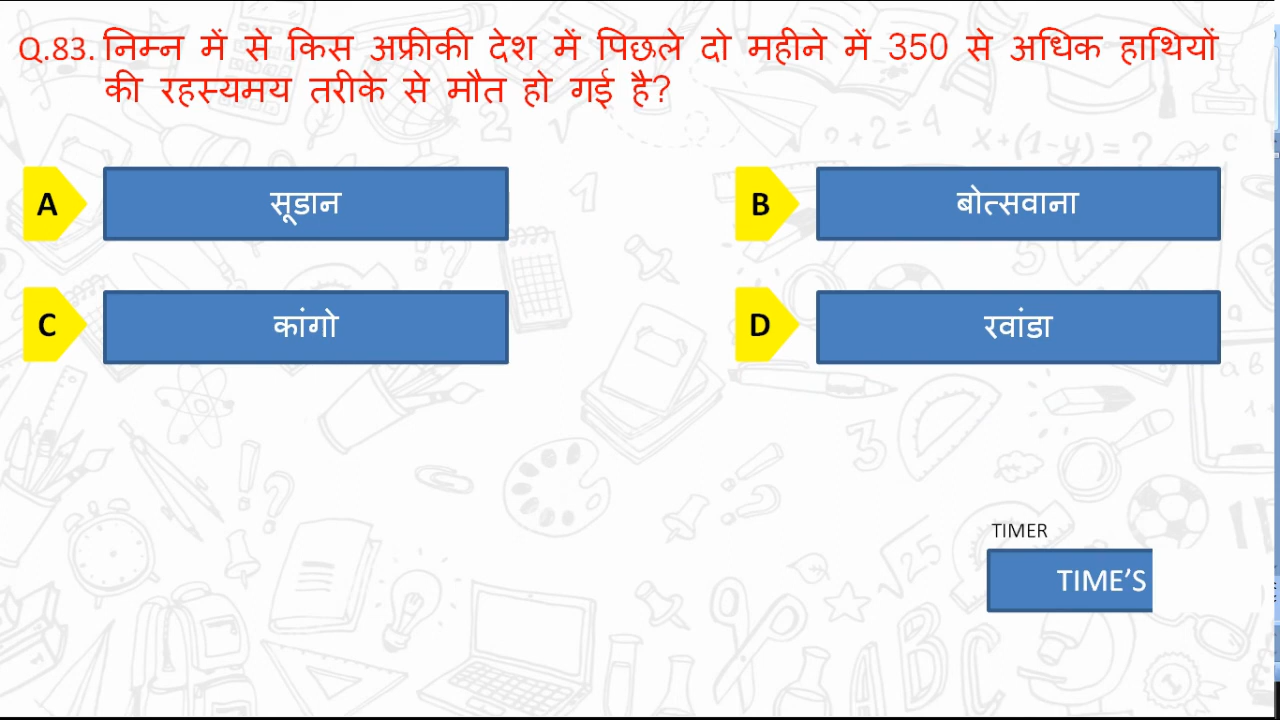 Q.83. निम्न में से किस अफ्रीकी देश में पिछले दो महीने में 350 से अधिक हाथियों
की रहस्यमय तरीके से मौत हो गई है?
A सूडान
B बोत्सवाना
C कांगो
D रवांडा
TIMER
TIME'S